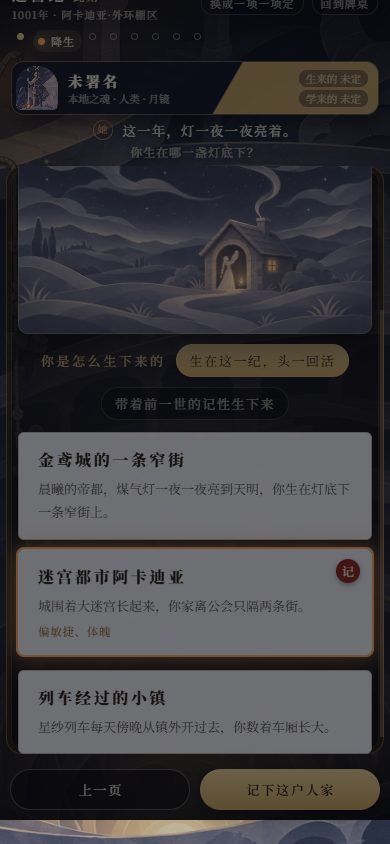 1001年 · 阿卡迪亚·外环棚区
换成一项一项定
回到牌桌
降生
未署名
本地之魂 · 人类 · 月镜
生来的 未定
学来的 未定
她
这一年，灯一夜一夜亮着。
你生在哪一盏灯底下？
你是怎么生下来的
生在这一纪，头一回活
带着前一世的记性生下来
金鸢城的一条窄街
晨曦的帝都，煤气灯一夜一夜亮到天明，你生在灯底下
一条窄街上。
迷宫都市阿卡迪亚
记
城围着大迷宫长起来，你家离公会只隔两条街。
偏敏捷、体魄
列车经过的小镇
星纱列车每天傍晚从镇外开过去，你数着车厢长大。
上一页
记下这户人家